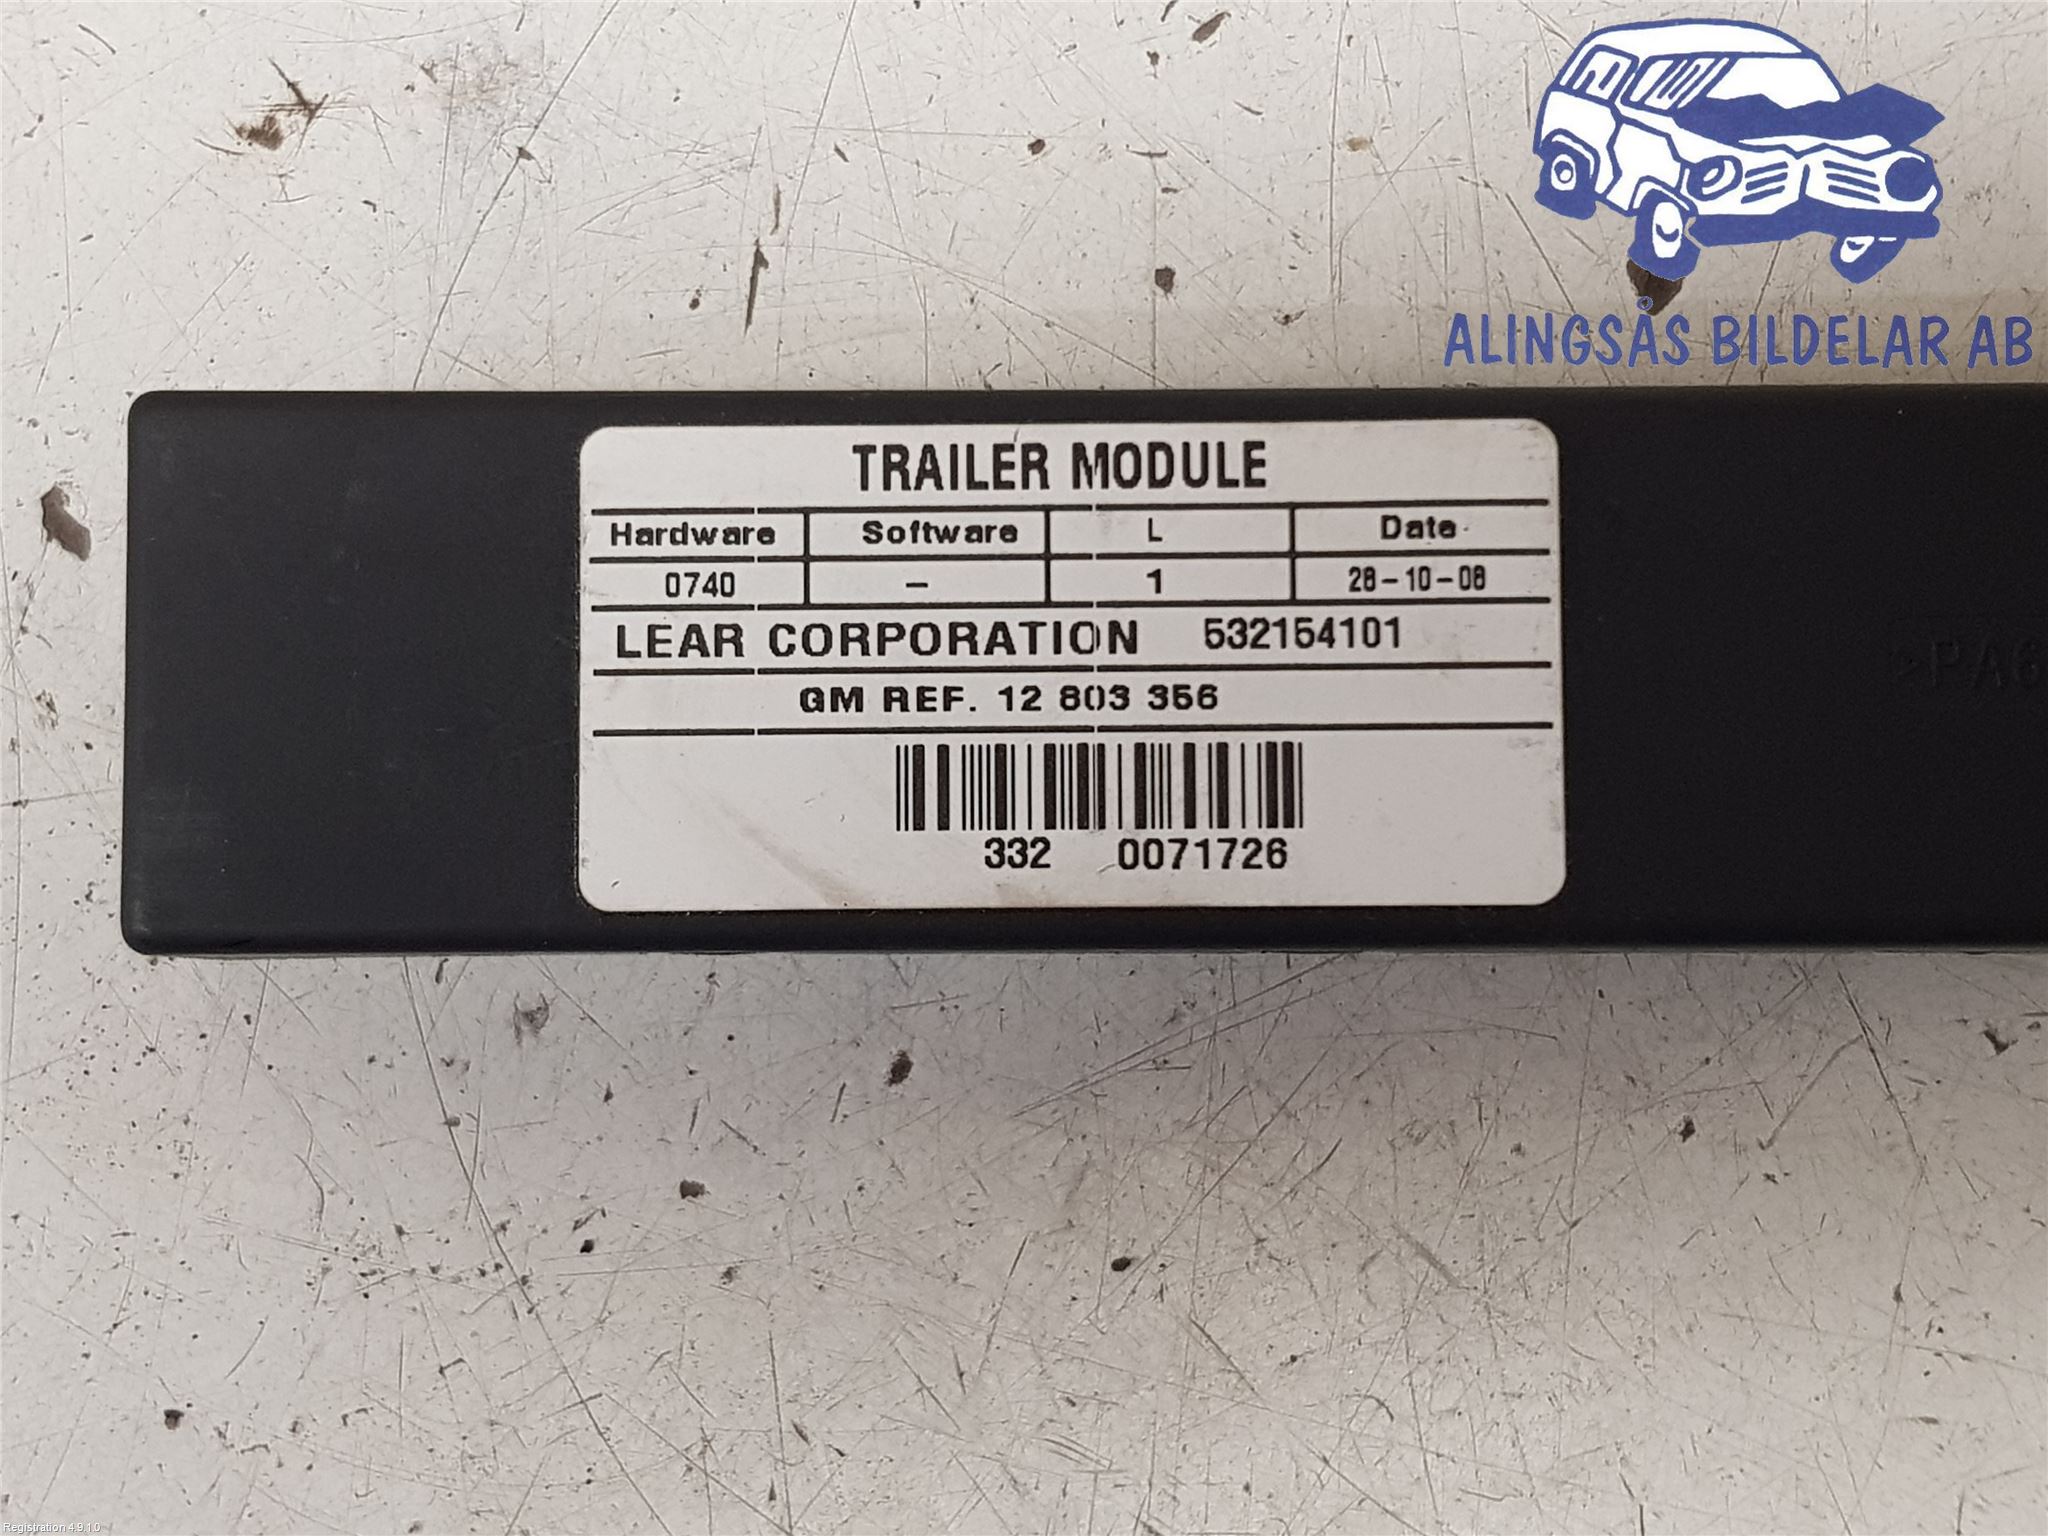 ALINGSÅS BILDELAR AB
TRAILER MODULE
Hardware Software L Date
0740 – 1 28-10-08
LEAR CORPORATION 532154101
GM REF. 12 803 356
332 0071726
>PA6
Registration 4.9.1.0